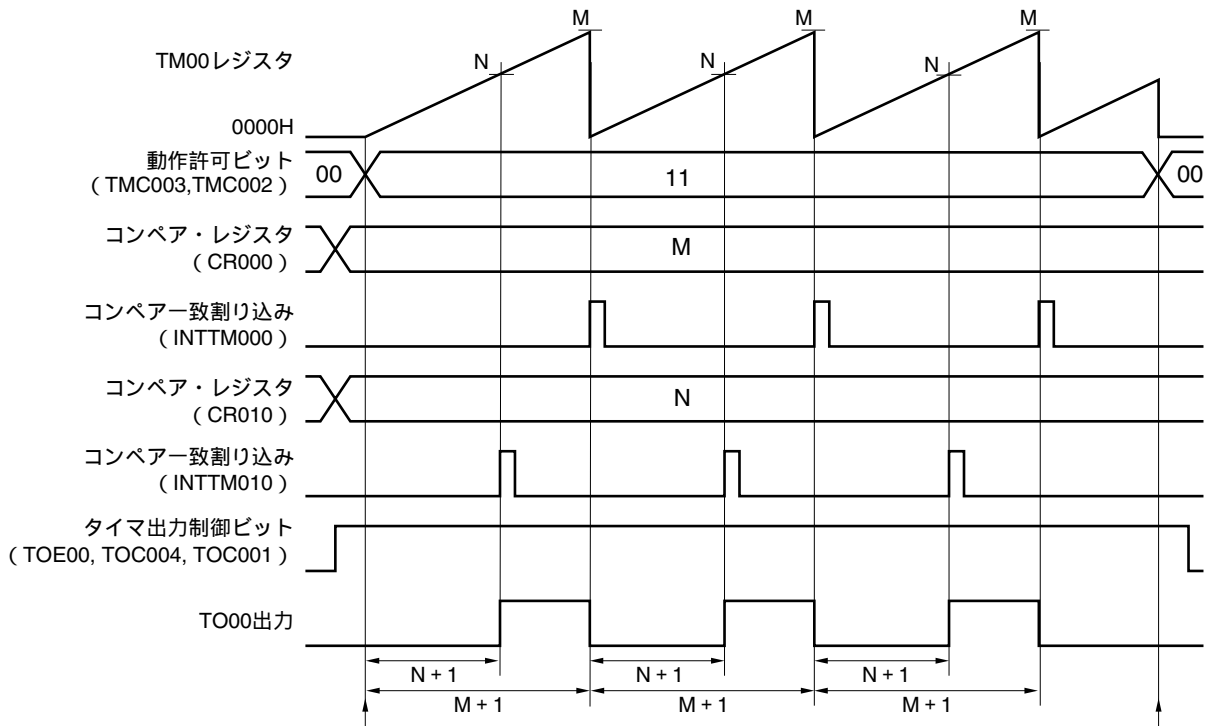 M
M
M
TM00レジスタ
N
N
N
0000H
動作許可ビット
(TMC003,TMC002)
00
11
00
コンペア・レジスタ
(CR000)
M
コンペア一致割り込み
(INTTM000)
コンペア・レジスタ
(CR010)
N
コンペア一致割り込み
(INTTM010)
タイマ出力制御ビット
(TOE00, TOC004, TOC001)
TO00出力
N + 1
N + 1
N + 1
M + 1
M + 1
M + 1